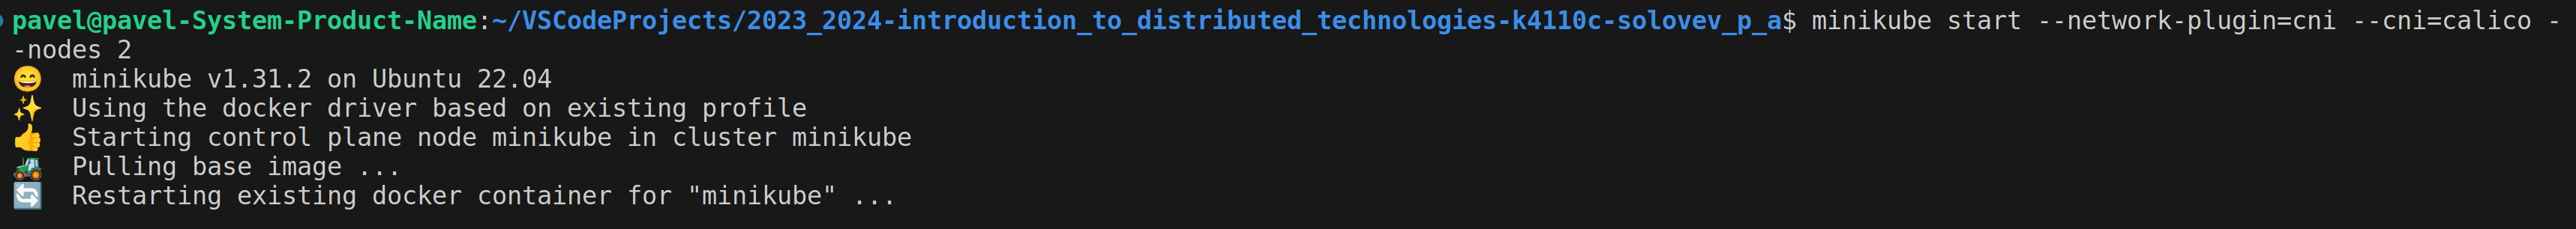 pavel@pavel-System-Product-Name:~/VSCodeProjects/2023_2024-introduction_to_distributed_technologies-k4110c-solovev_p_a$ minikube start --network-plugin=cni --cni=calico -
-nodes 2
😄  minikube v1.31.2 on Ubuntu 22.04
✨  Using the docker driver based on existing profile
👍  Starting control plane node minikube in cluster minikube
🚜  Pulling base image ...
🔄  Restarting existing docker container for "minikube" ...